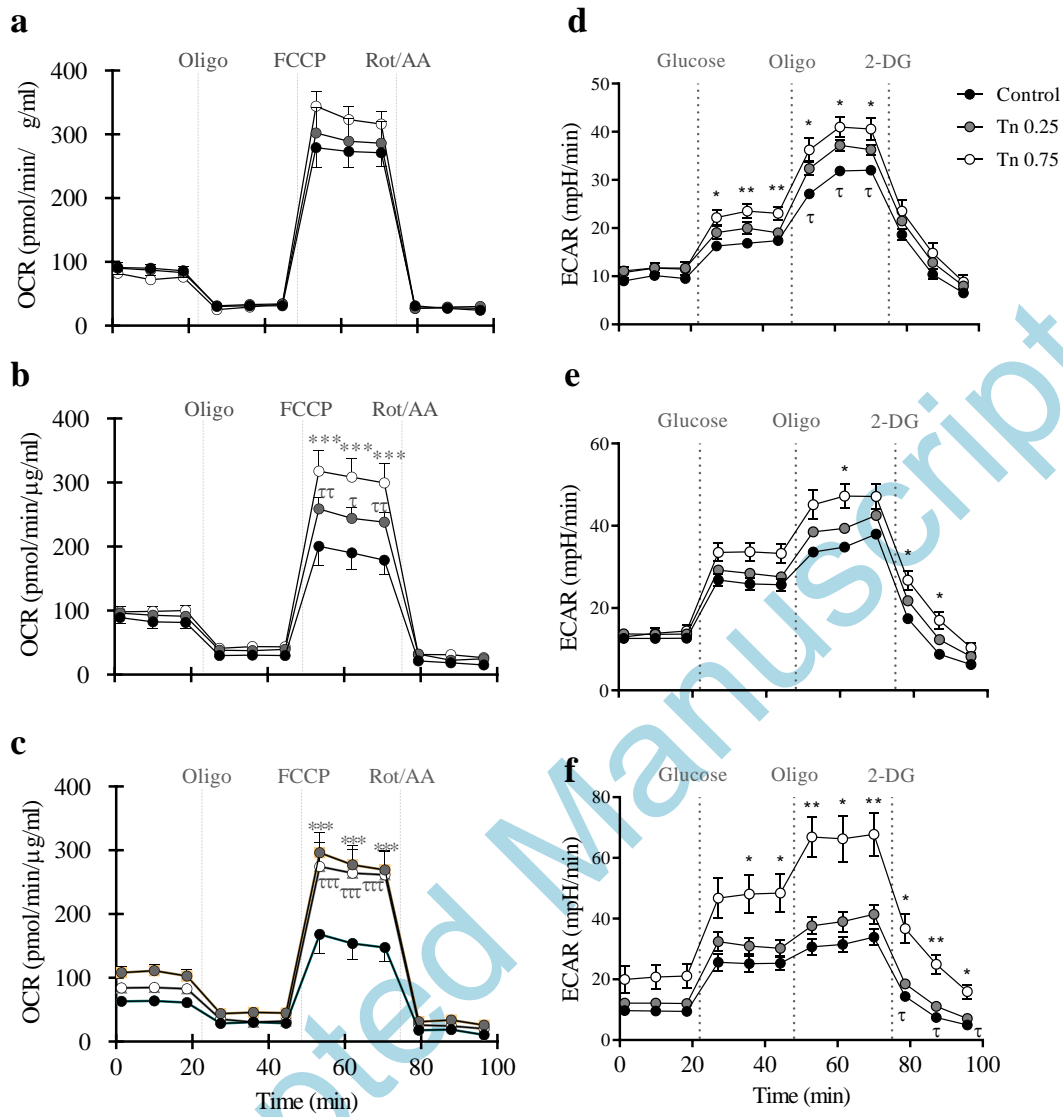 a
Oligo FCCP Rot/AA
400
300
200
100
0
OCR (pmol/min/ g/ml)
b
Oligo FCCP Rot/AA
400
300
200
100
0
OCR (pmol/min/µg/ml)
*** *** ***
ττ τ ττ
c
Oligo FCCP Rot/AA
400
300
200
100
0
OCR (pmol/min/µg/ml)
*** *** ***
τττ τττ τττ
0 20 40 60 80 100
Time (min)
d
Glucose Oligo 2-DG
50
40
30
20
10
0
ECAR (mpH/min)
* ** ** * * *
τ τ τ
Control
Tn 0.25
Tn 0.75
e
Glucose Oligo 2-DG
60
40
20
0
ECAR (mpH/min)
* * *
f
Glucose Oligo 2-DG
80
60
40
20
0
ECAR (mpH/min)
* * ** * ** * ** *
τ τ τ
0 20 40 60 80 100
Time (min)
pted Manuscript